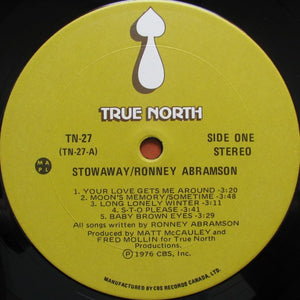 TRUE NORTH
TN-27
(TN-27-A)
SIDE ONE
STEREO
M A P L
STOWAWAY/RONNEY ABRAMSON
1. YOUR LOVE GETS ME AROUND -3:20
2. MOON'S MEMORY/SOMETIME -3:48
3. LONG LONELY WINTER -3:11
4. S-T-O PLEASE -3:41
5. BABY BROWN EYES -3:29
All songs written by RONNEY ABRAMSON
Produced by MATT McCAULEY and
FRED MOLLIN for True North
Productions.
Ⓟ 1976 CBS, Inc.
MANUFACTURED BY CBS RECORDS CANADA, LTD.